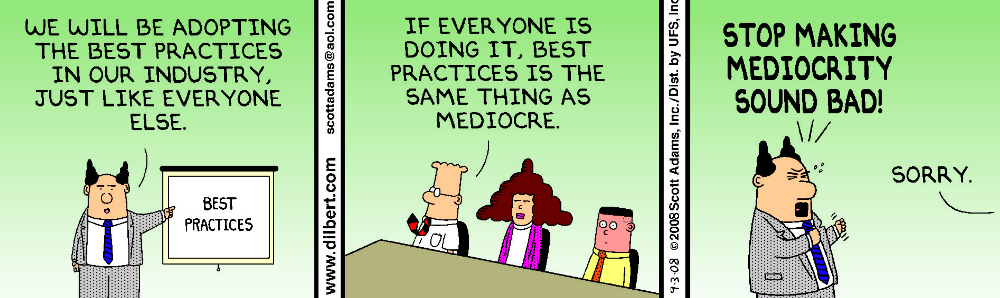 WE WILL BE ADOPTING
THE BEST PRACTICES
IN OUR INDUSTRY,
JUST LIKE EVERYONE
ELSE.
BEST
PRACTICES
www.dilbert.com scottadams@aol.com
IF EVERYONE IS
DOING IT, BEST
PRACTICES IS THE
SAME THING AS
MEDIOCRE.
9-3-08 ©2008 Scott Adams, Inc./Dist. by UFS, Inc
STOP MAKING
MEDIOCRITY
SOUND BAD!
SORRY.